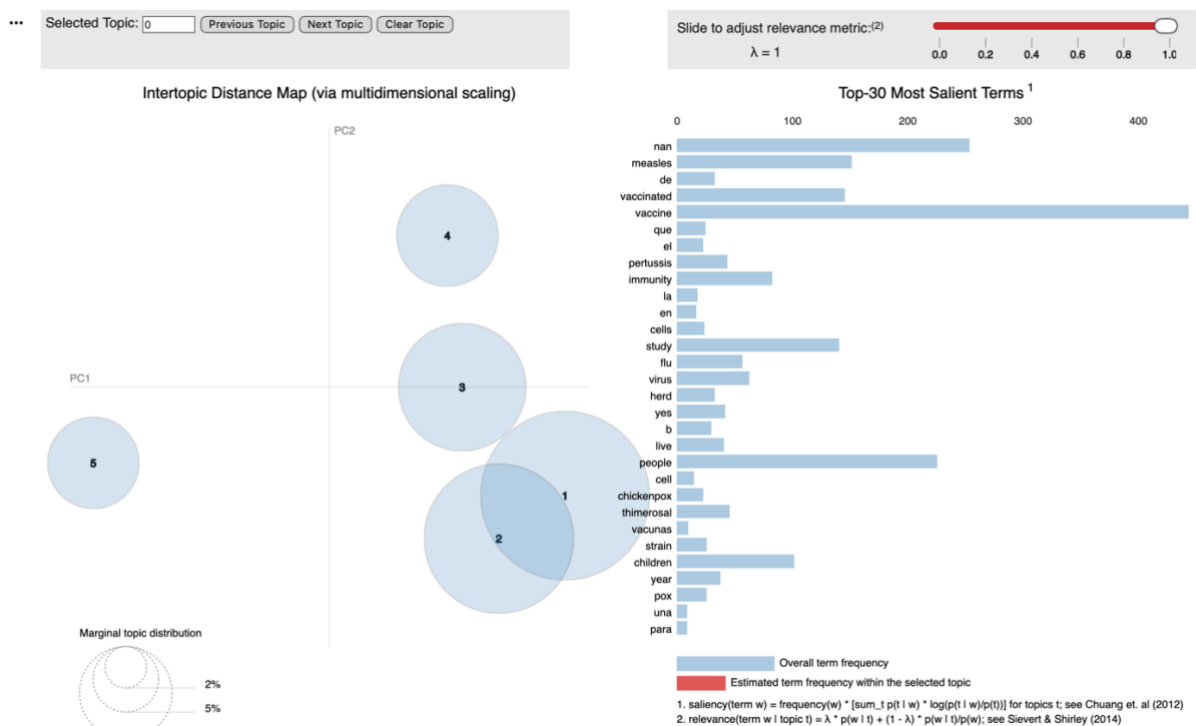 •••
Selected Topic: 0 Previous Topic Next Topic Clear Topic
Slide to adjust relevance metric:(2)
λ = 1
0.0 0.2 0.4 0.6 0.8 1.0
Intertopic Distance Map (via multidimensional scaling)
PC2
PC1
4
3
5
1
2
Marginal topic distribution
2%
5%
Top-30 Most Salient Terms 1
0 100 200 300 400
nan
measles
de
vaccinated
vaccine
que
el
pertussis
immunity
la
en
cells
study
flu
virus
herd
yes
b
live
people
cell
chickenpox
thimerosal
vacunas
strain
children
year
pox
una
para
Overall term frequency
Estimated term frequency within the selected topic
1. saliency(term w) = frequency(w) * [sum_t p(t | w) * log(p(t | w)/p(t))] for topics t; see Chuang et. al (2012)
2. relevance(term w | topic t) = λ * p(w | t) + (1 - λ) * p(w | t)/p(w); see Sievert & Shirley (2014)